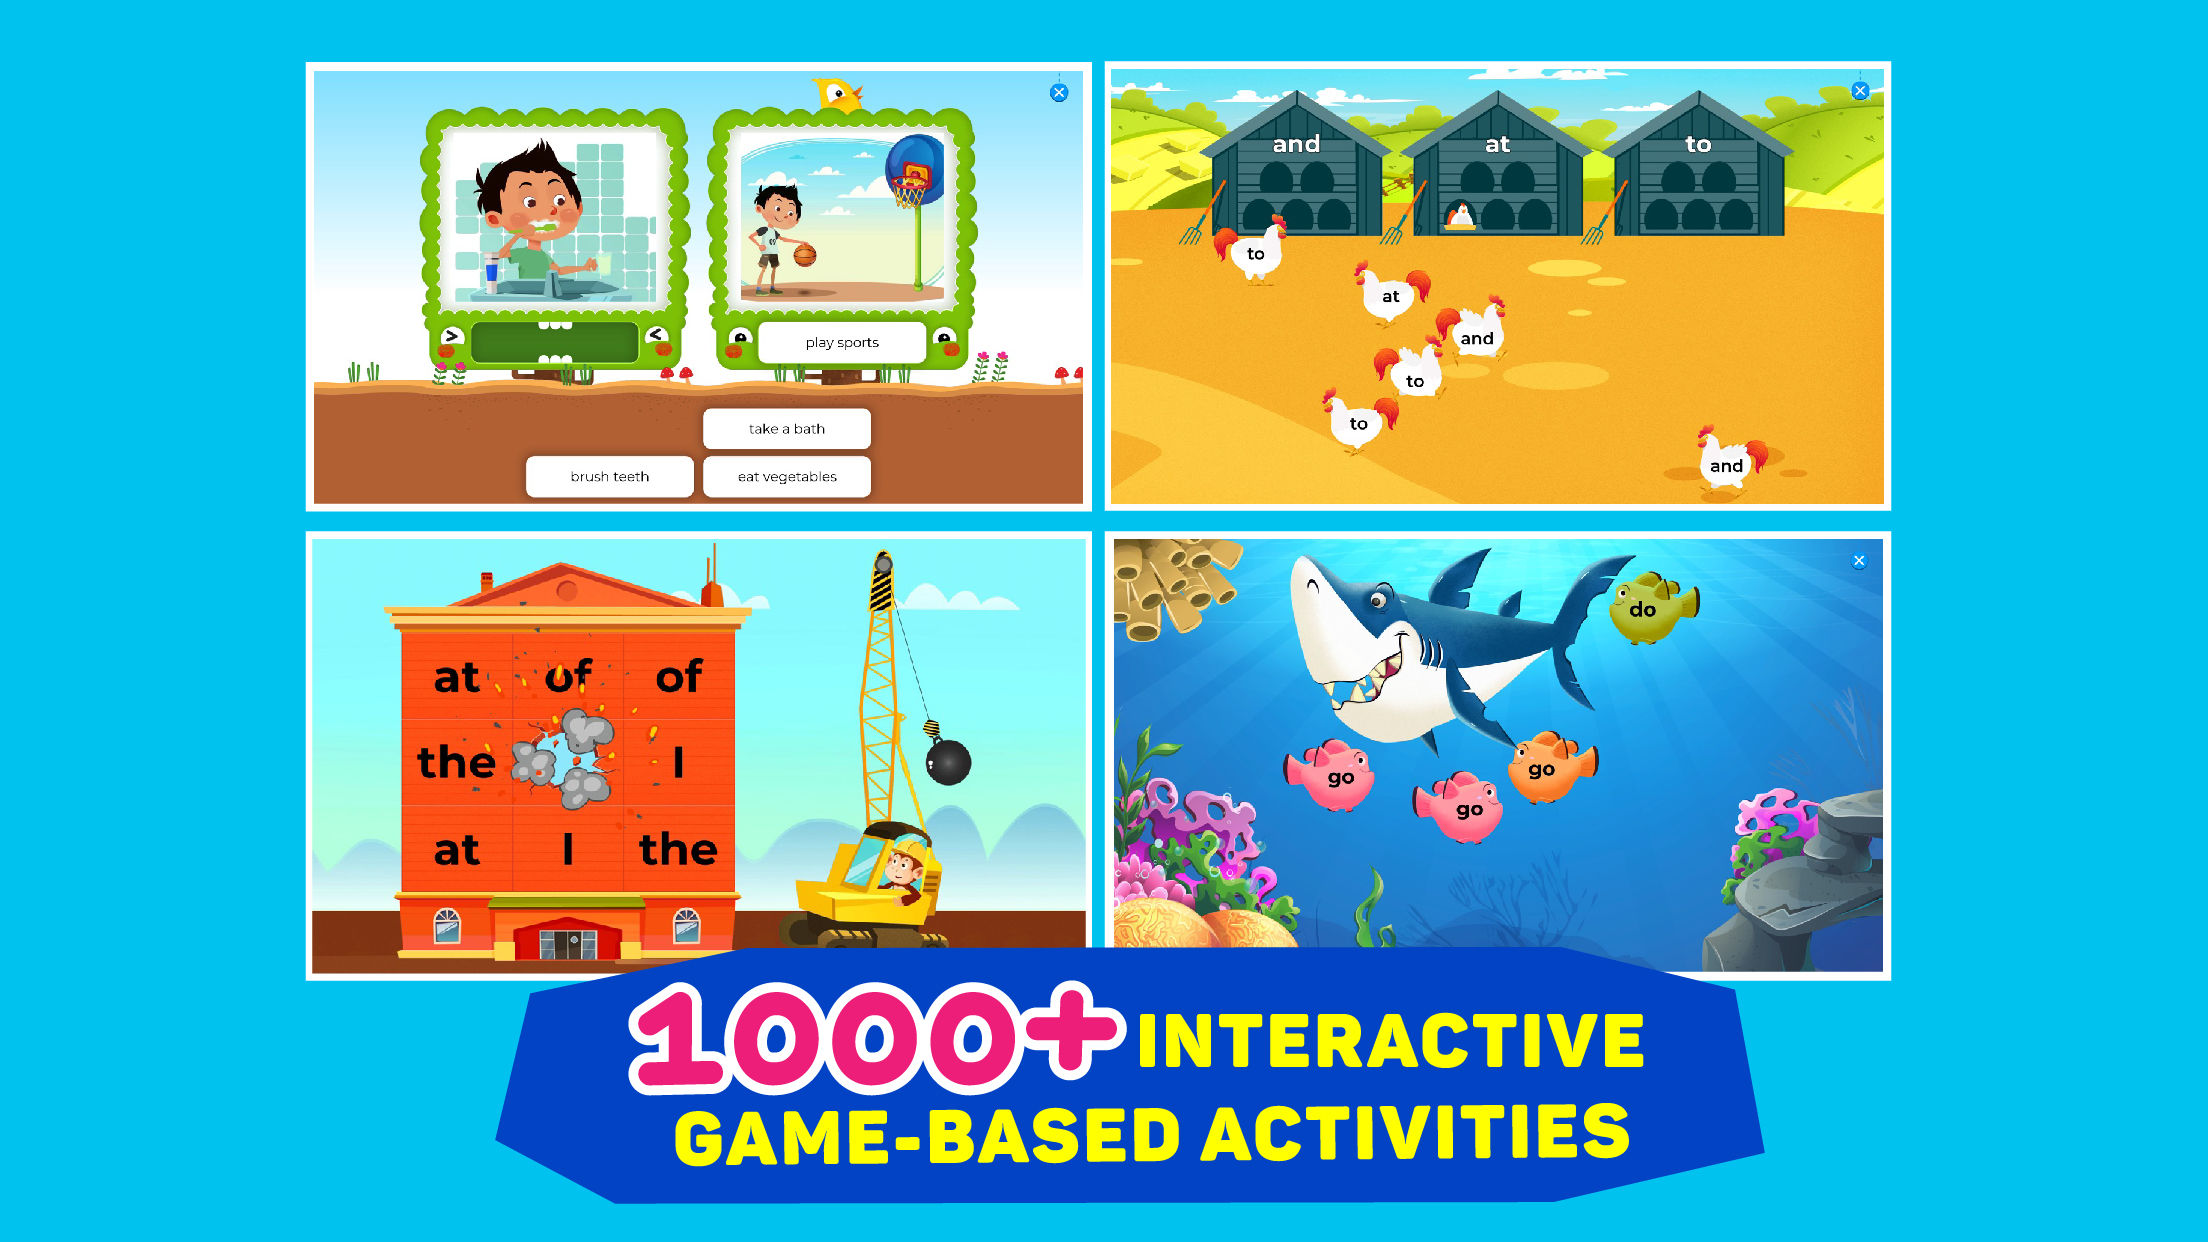 play sports
take a bath
brush teeth eat vegetables
and at to
to
at
and
to
to
and
at of of
the I
at I the
do
go go
go
1000+ INTERACTIVE
GAME-BASED ACTIVITIES